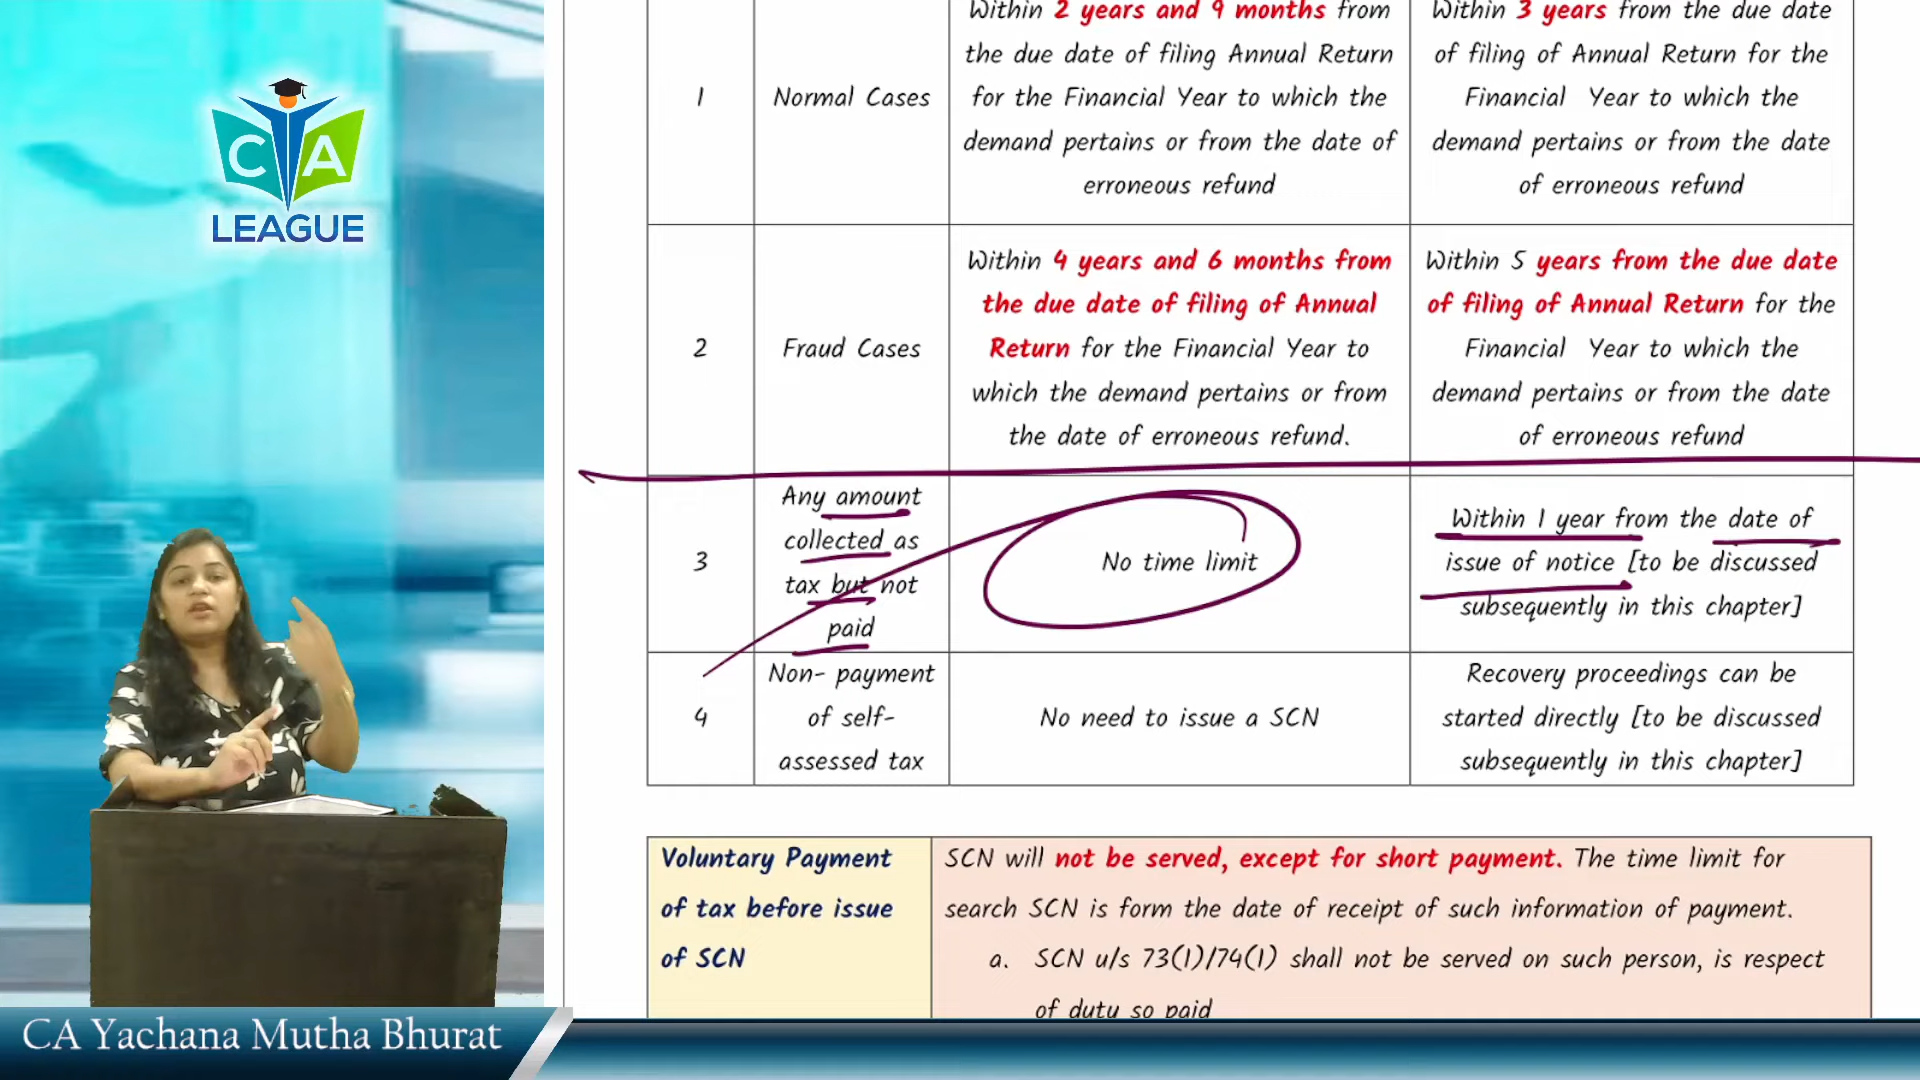 CA
LEAGUE
1
Normal Cases
Within 2 years and 9 months from
the due date of filing Annual Return
for the Financial Year to which the
demand pertains or from the date of
erroneous refund
Within 3 years from the due date
of filing of Annual Return for the
Financial Year to which the
demand pertains or from the date
of erroneous refund
2
Fraud Cases
Within 4 years and 6 months from
the due date of filing of Annual
Return for the Financial Year to
which the demand pertains or from
the date of erroneous refund.
Within 5 years from the due date
of filing of Annual Return for the
Financial Year to which the
demand pertains or from the date
of erroneous refund
3
Any amount
collected as
tax but not
paid
No time limit
Within 1 year from the date of
issue of notice [to be discussed
subsequently in this chapter]
4
Non- payment
of self-
assessed tax
No need to issue a SCN
Recovery proceedings can be
started directly [to be discussed
subsequently in this chapter]
Voluntary Payment
of tax before issue
of SCN
SCN will not be served, except for short payment. The time limit for
search SCN is form the date of receipt of such information of payment.
a. SCN u/s 73(1)/74(1) shall not be served on such person, is respect
of duty so paid
CA Yachana Mutha Bhurat